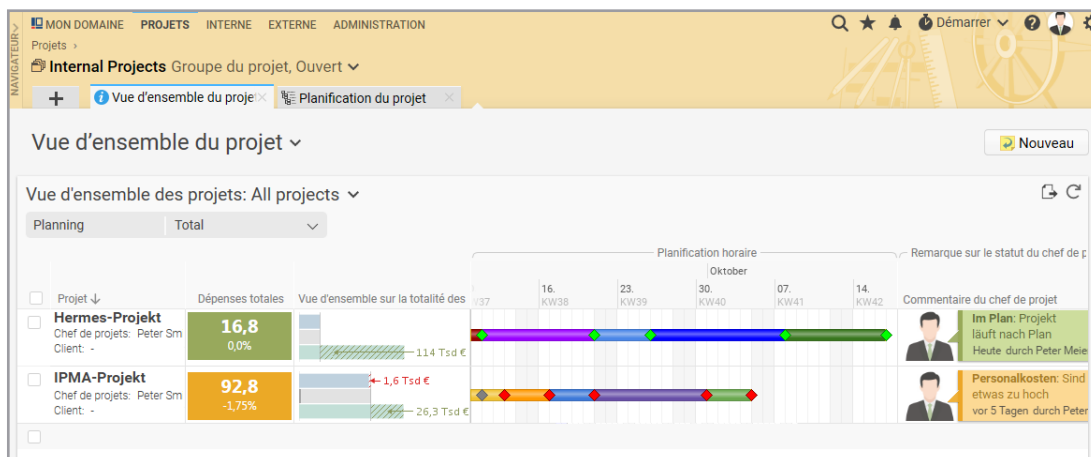 NAVIGATEUR
MON DOMAINE PROJETS INTERNE EXTERNE ADMINISTRATION
Démarrer
Projets ›
Internal Projects Groupe du projet, Ouvert
Vue d'ensemble du projet
Planification du projet
Vue d'ensemble du projet
Nouveau
Vue d'ensemble des projets: All projects
Planning Total
Planification horaire
Remarque sur le statut du chef de p
Oktober
16. 23. 30. 07. 14.
KW37 KW38 KW39 KW40 KW41 KW42
Projet Dépenses totales Vue d'ensemble sur la totalité des
Commentaire du chef de projet
Hermes-Projekt
Chef de projets: Peter Sm
Client: -
16,8
0,0%
114 Tsd €
Im Plan: Projekt
läuft nach Plan
Heute durch Peter Meie
IPMA-Projekt
Chef de projets: Peter Sm
Client: -
92,8
-1,75%
1,6 Tsd €
26,3 Tsd €
Personalkosten: Sind
etwas zu hoch
vor 5 Tagen durch Peter